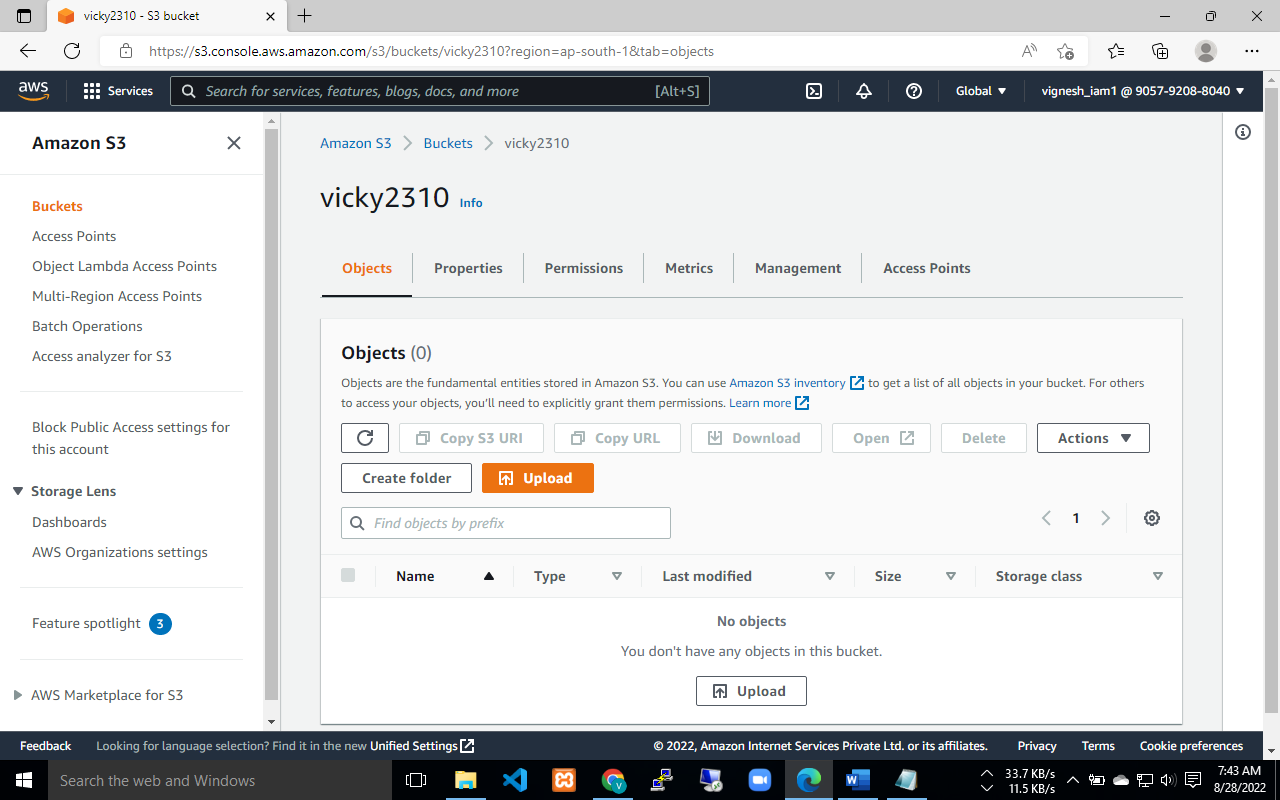 vicky2310 - S3 bucket
https://s3.console.aws.amazon.com/s3/buckets/vicky2310?region=ap-south-1&tab=objects
aws Services Search for services, features, blogs, docs, and more [Alt+S] Global vignesh_iam1 @ 9057-9208-8040
Amazon S3
Buckets
Access Points
Object Lambda Access Points
Multi-Region Access Points
Batch Operations
Access analyzer for S3
Block Public Access settings for
this account
Storage Lens
Dashboards
AWS Organizations settings
Feature spotlight 3
AWS Marketplace for S3
Amazon S3 Buckets vicky2310
vicky2310 Info
Objects Properties Permissions Metrics Management Access Points
Objects (0)
Objects are the fundamental entities stored in Amazon S3. You can use Amazon S3 inventory to get a list of all objects in your bucket. For others
to access your objects, you'll need to explicitly grant them permissions. Learn more
Copy S3 URI Copy URL Download Open Delete Actions
Create folder Upload
Find objects by prefix 1
Name Type Last modified Size Storage class
No objects
You don't have any objects in this bucket.
Upload
Feedback Looking for language selection? Find it in the new Unified Settings © 2022, Amazon Internet Services Private Ltd. or its affiliates. Privacy Terms Cookie preferences
Search the web and Windows
33.7 KB/s
11.5 KB/s
7:43 AM
8/28/2022